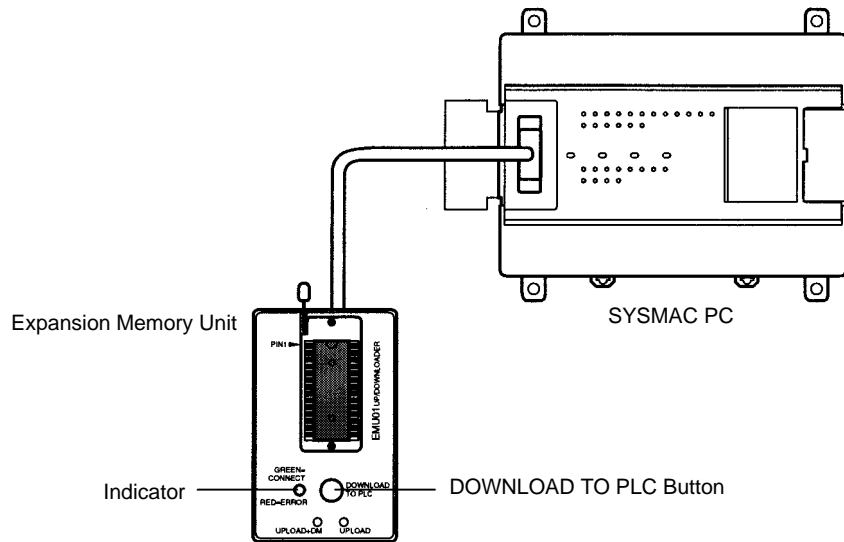 SYSMAC PC
Expansion Memory Unit
PIN1
EMU01 UP/DOWNLOADER
GREEN=
CONNECT
RED=ERROR
DOWNLOAD
TO PLC
Indicator
DOWNLOAD TO PLC Button
UPLOAD+DM
UPLOAD